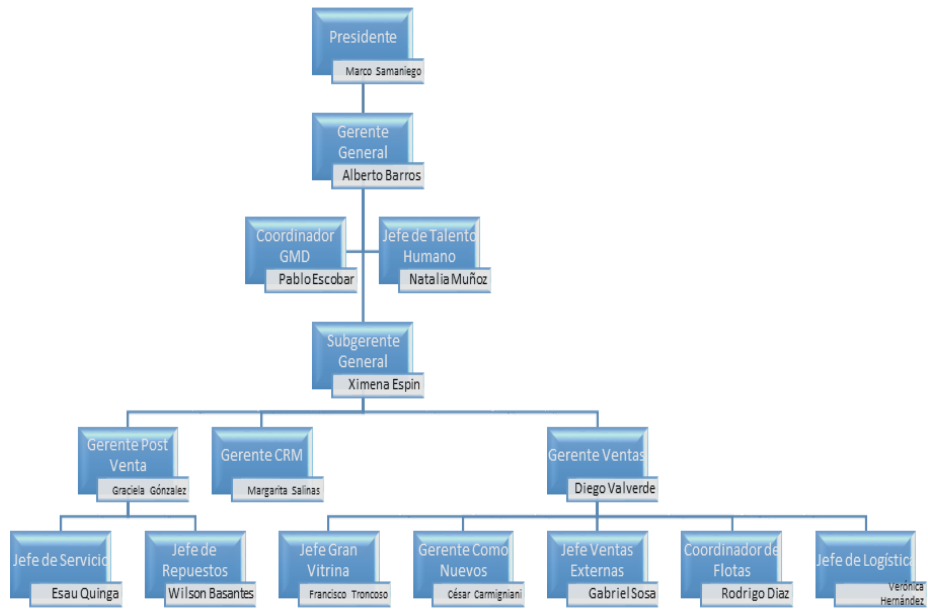 Presidente
Marco Samaniego
Gerente
General
Alberto Barros
Coordinador
GMD
Pablo Escobar
Jefe de Talento
Humano
Natalia Muñoz
Subgerente
General
Ximena Espin
Gerente Post
Venta
Graciela Gónzalez
Gerente CRM
Margarita Salinas
Gerente Ventas
Diego Valverde
Jefe de Servicio
Esau Quinga
Jefe de
Repuestos
Wilson Basantes
Jefe Gran
Vitrina
Francisco Troncoso
Gerente Como
Nuevos
César Carmigniani
Jefe Ventas
Externas
Gabriel Sosa
Coordinador de
Flotas
Rodrigo Diaz
Jefe de Logística
Verónica
Hernández